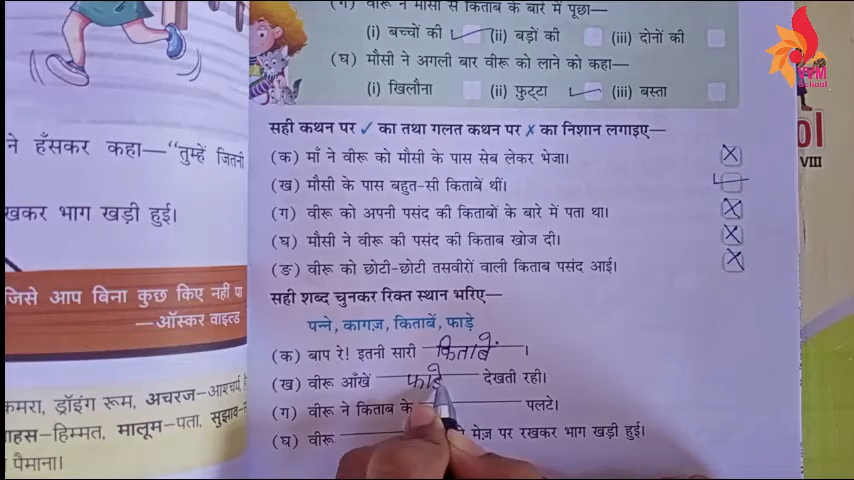 (ग) वीरू ने मौसी से किताब के बारे में पूछा—
(i) बच्चों की (ii) बड़ों की (iii) दोनों की
(घ) मौसी ने अगली बार वीरू को लाने को कहा—
(i) खिलौना (ii) फ़ुट्टा (iii) बस्ता
सही कथन पर ✓ का तथा गलत कथन पर ✗ का निशान लगाइए—
(क) माँ ने वीरू को मौसी के पास सेब लेकर भेजा।
(ख) मौसी के पास बहुत-सी किताबें थीं।
(ग) वीरू को अपनी पसंद की किताबों के बारे में पता था।
(घ) मौसी ने वीरू की पसंद की किताब खोज दी।
(ङ) वीरू को छोटी-छोटी तसवीरों वाली किताब पसंद आई।
सही शब्द चुनकर रिक्त स्थान भरिए—
पन्ने, कागज़, किताबें, फाड़े
(क) बाप रे! इतनी सारी किताबें।
(ख) वीरू आँखें फाड़े देखती रही।
(ग) वीरू ने किताब के पलटे।
(घ) वीरू मेज़ पर रखकर भाग खड़ी हुई।
ने हँसकर कहा—“तुम्हें जितनी
खकर भाग खड़ी हुई।
जिसे आप बिना कुछ किए नहीं पा
—ऑस्कर वाइल्ड
कमरा, ड्रॉइंग रूम, अचरज–आश्चर्य
हस–हिम्मत, मालूम–पता, सुझाव
पैमाना।
VVM
School
ol
VIII